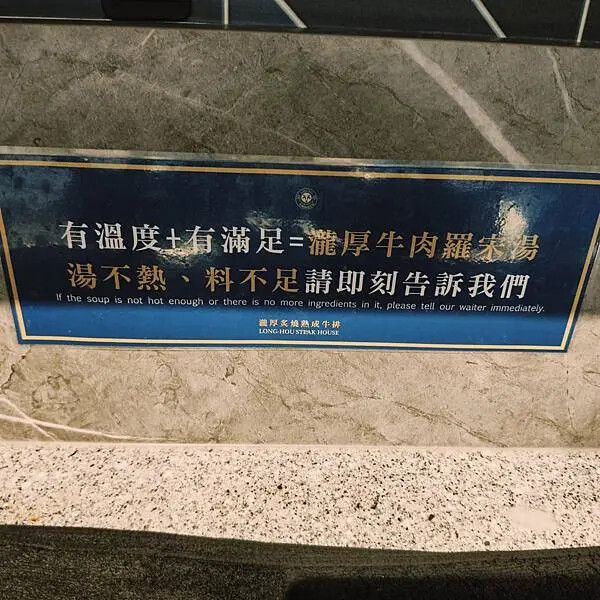 有溫度+有滿足=瀧厚牛肉羅宋湯
湯不熱、料不足請即刻告訴我們
If the soup is not hot enough or there is no more ingredients in it, please tell our waiter immediately.
瀧厚炙燒熟成牛排
LONG-HOU STEAK HOUSE